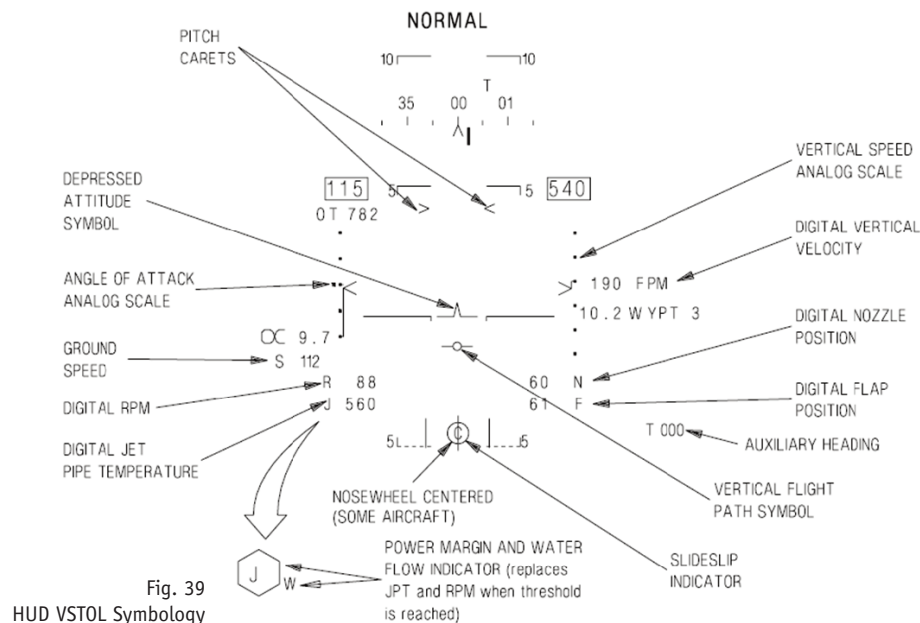 NORMAL
PITCH
CARETS
10 10
T
35 00 01
DEPRESSED
ATTITUDE
SYMBOL
115 5 5 540
OT 782
VERTICAL SPEED
ANALOG SCALE
DIGITAL VERTICAL
VELOCITY
ANGLE OF ATTACK
ANALOG SCALE
190 FPM
10.2 WYPT 3
GROUND
SPEED
α 9.7
S 112
DIGITAL NOZZLE
POSITION
R 88 60 N
DIGITAL RPM
J 560 61 F
DIGITAL FLAP
POSITION
DIGITAL JET
PIPE TEMPERATURE
5 C 5
T 000
AUXILIARY HEADING
NOSEWHEEL CENTERED
(SOME AIRCRAFT)
VERTICAL FLIGHT
PATH SYMBOL
J W
POWER MARGIN AND WATER
FLOW INDICATOR (replaces
JPT and RPM when threshold
is reached)
SLIDESLIP
INDICATOR
Fig. 39
HUD VSTOL Symbology